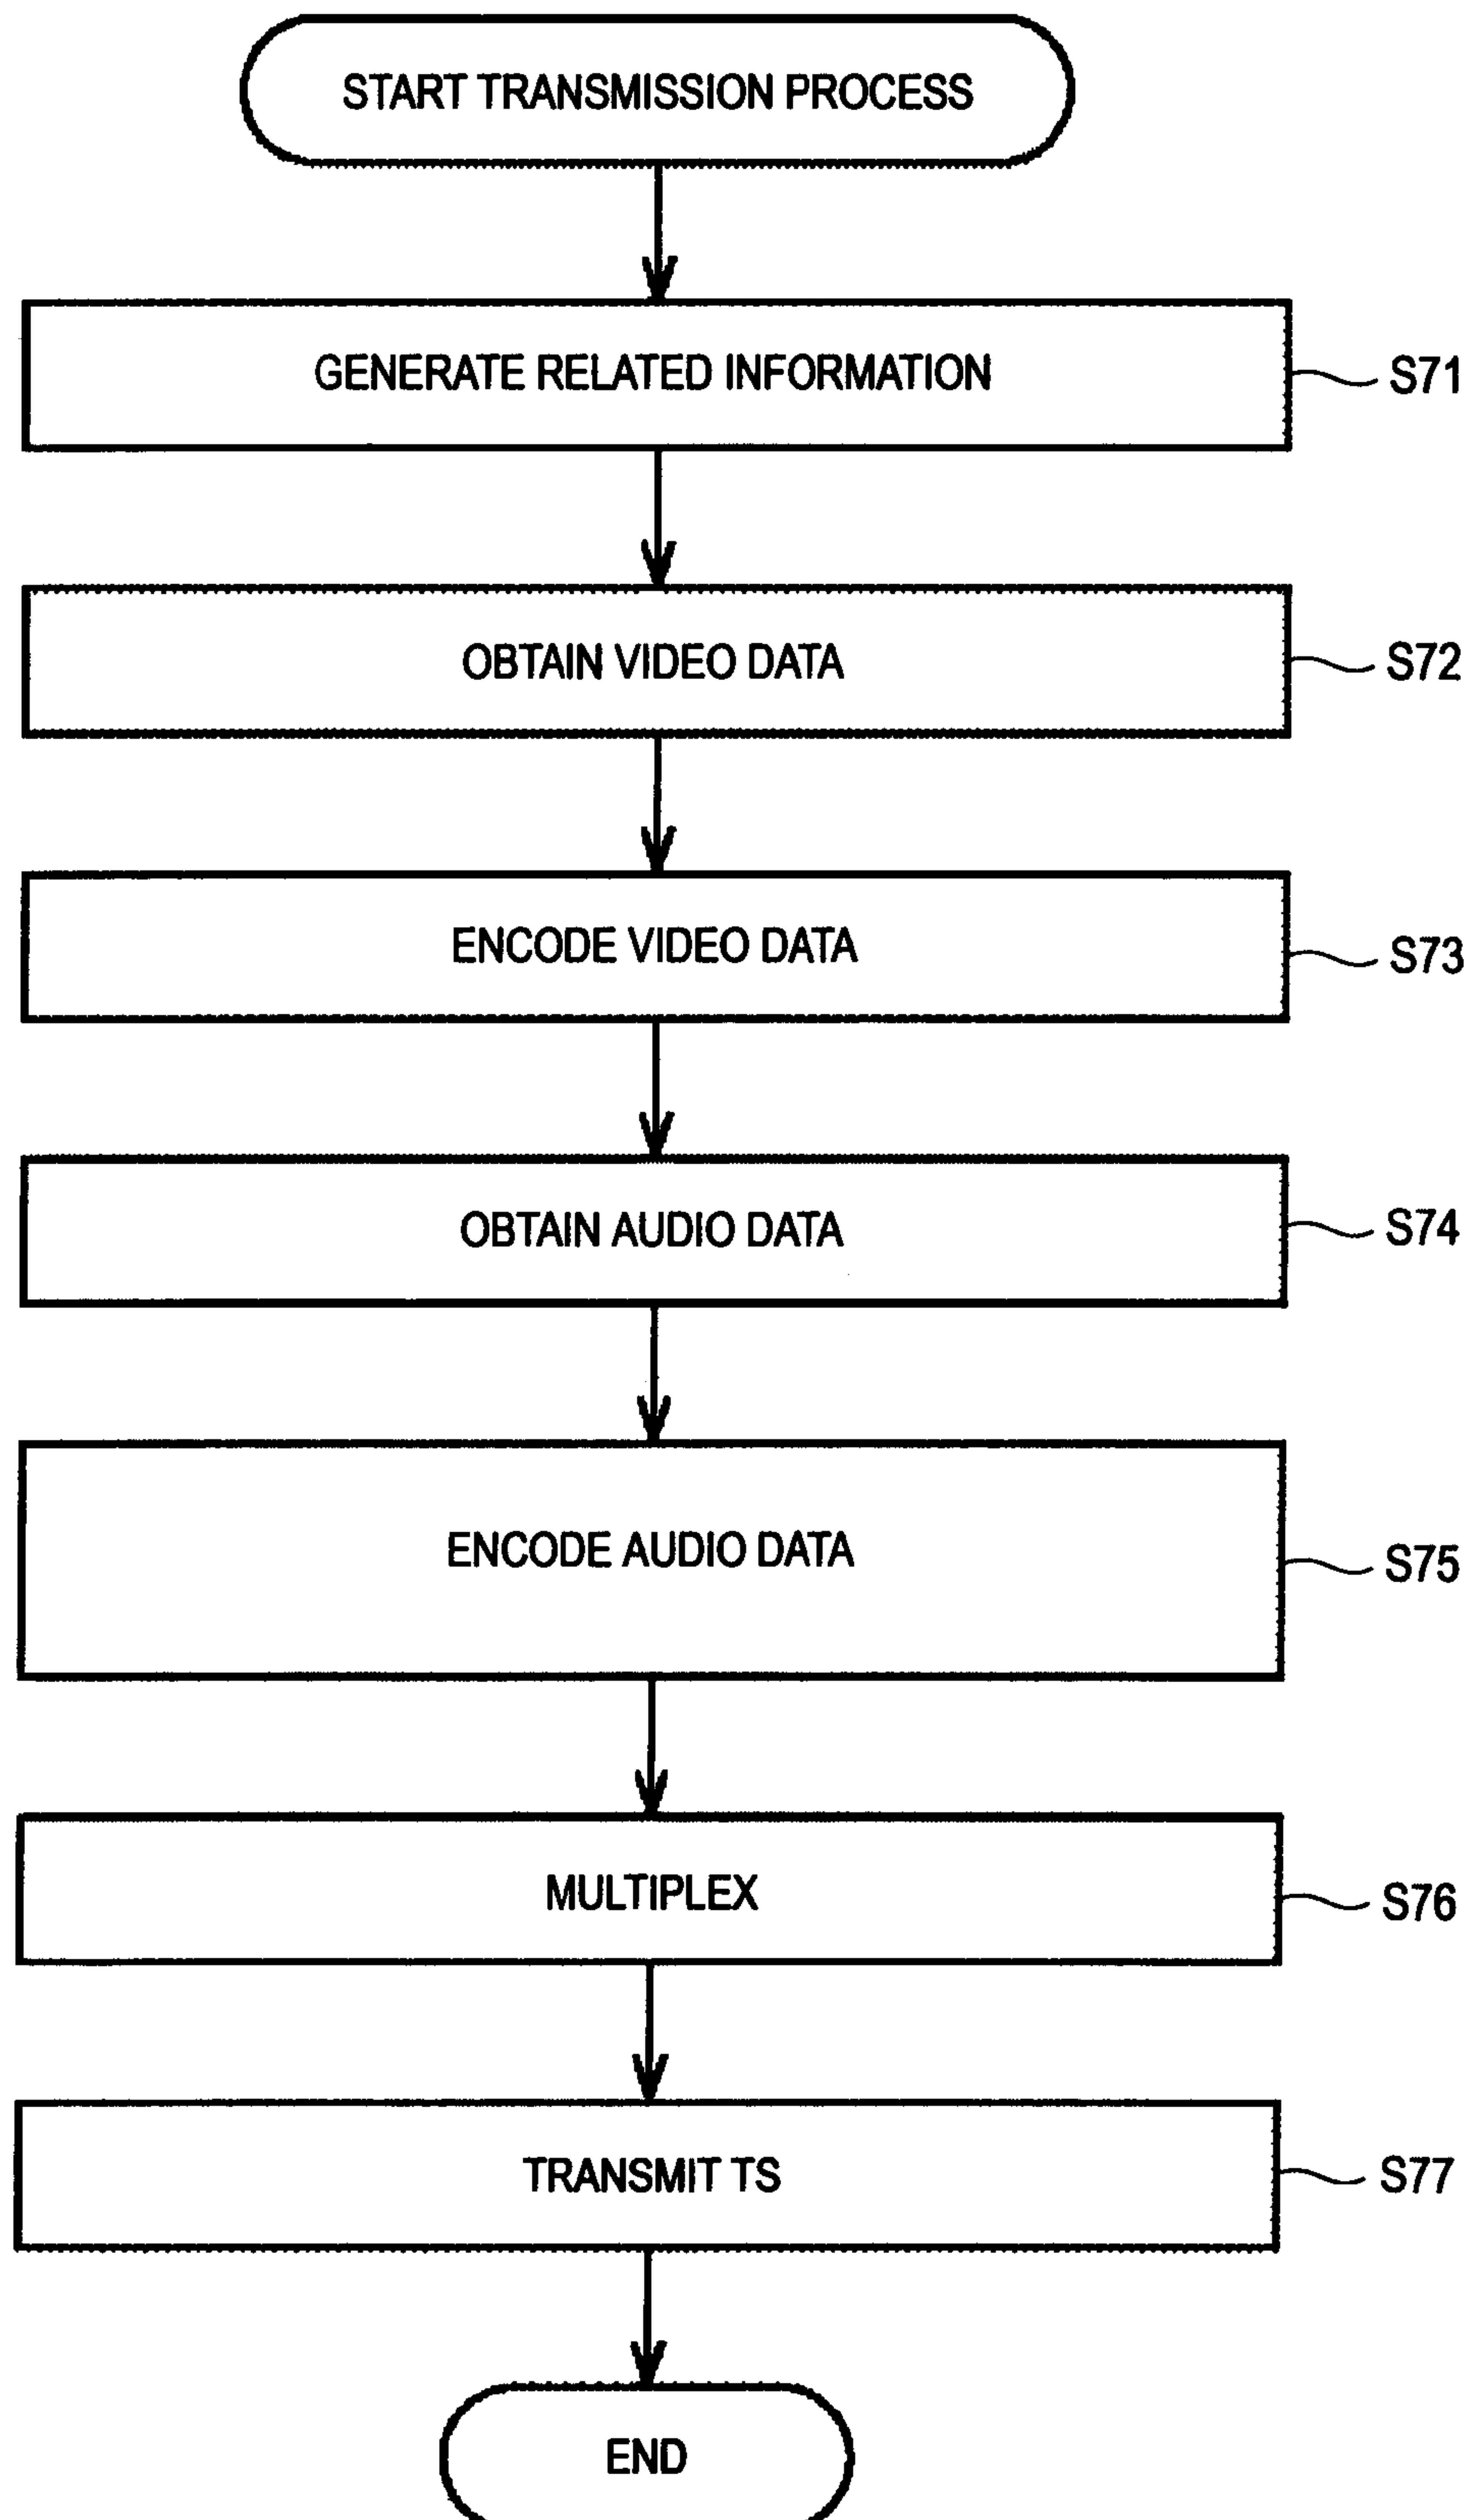 START TRANSMISSION PROCESS
GENERATE RELATED INFORMATION
S71
OBTAIN VIDEO DATA
S72
ENCODE VIDEO DATA
S73
OBTAIN AUDIO DATA
S74
ENCODE AUDIO DATA
S75
MULTIPLEX
S76
TRANSMIT TS
S77
END